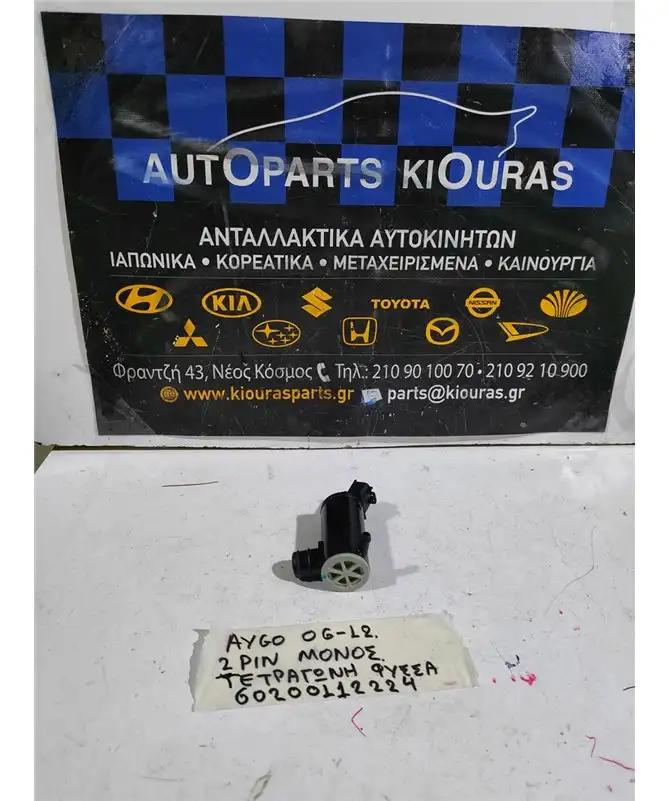 AUTOPARTS KIOURAS
ΑΝΤΑΛΛΑΚΤΙΚΑ ΑΥΤΟΚΙΝΗΤΩΝ
ΙΑΠΩΝΙΚΑ • ΚΟΡΕΑΤΙΚΑ • ΜΕΤΑΧΕΙΡΙΣΜΕΝΑ • ΚΑΙΝΟΥΡΓΙΑ
KIA TOYOTA NISSAN
Φραντζή 43, Νέος Κόσμος Τηλ.: 210 90 100 70 • 210 92 10 900
www.kiourasparts.gr parts@kiouras.gr
AYGO 06-12.
2 PIN ΜΟΝΟΣ.
ΤΕΤΡΑΓΩΝΗ ΦΥΣΣΑ
60200112224